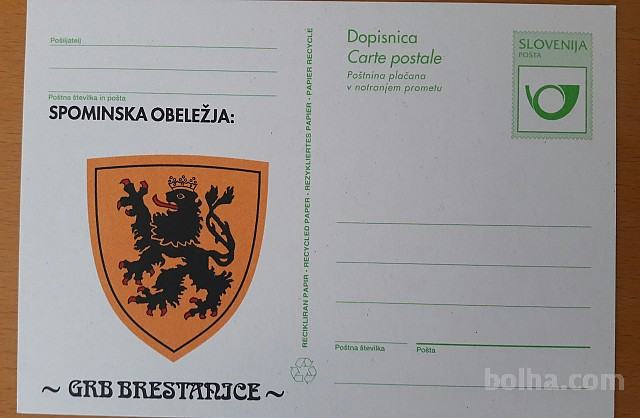 Pošiljatelj
Poštna številka in pošta
SPOMINSKA OBELEŽJA:
~ GRB BRESTANICE ~
RECIKLIRAN PAPIR - RECYCLED PAPER - REZYKLIERTES PAPIER - PAPIER RECYCLÉ
Dopisnica
Carte postale
Poštnina plačana
v notranjem prometu
SLOVENIJA
POŠTA
Poštna številka
Pošta
bolha.com